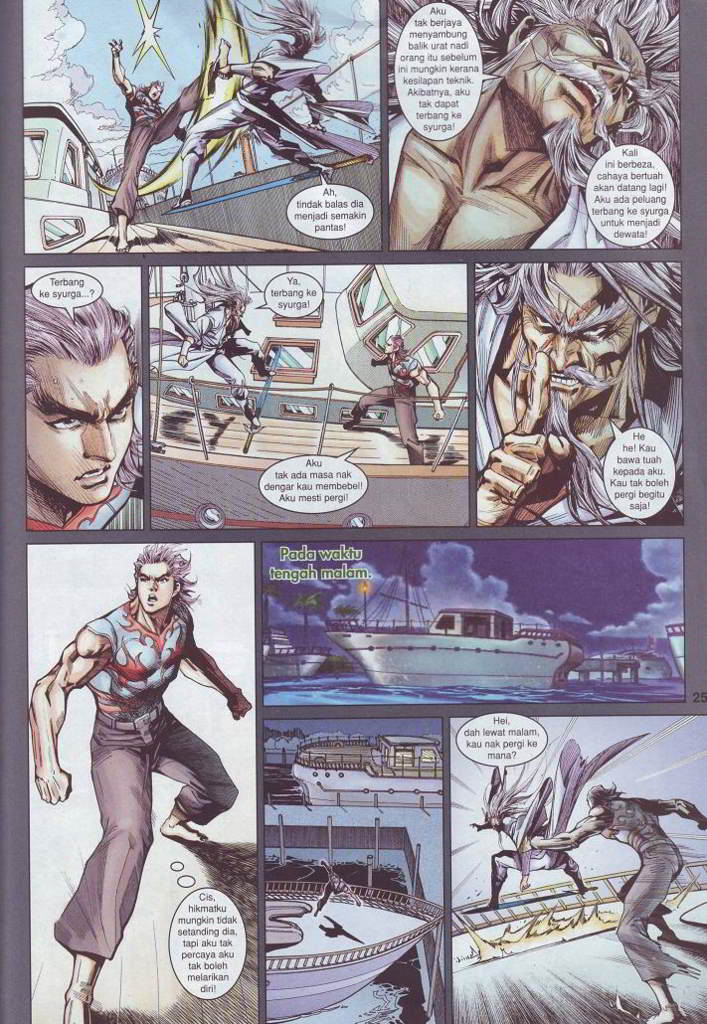 Ah,
tindak balas dia
menjadi semakin
pantas!
Aku
tak berjaya
menyambung
balik urat nadi
orang itu sebelum
ini mungkin kerana
kesilapan teknik.
Akibatnya, aku
tak dapat
terbang ke
syurga!
Kali
ini berbeza,
cahaya bertuah
akan datang lagi!
Aku ada peluang
terbang ke syurga
untuk menjadi
dewata!
Terbang
ke syurga...?
Ya,
terbang ke
syurga!
Aku
tak ada masa nak
dengar kau membebel!
Aku mesti pergi!
He
he! Kau
bawa tuah
kepada aku.
Kau tak boleh
pergi begitu
saja!
Cis,
hikmatku
mungkin tidak
setanding dia,
tapi aku tak
percaya aku
tak boleh
melarikan
diri!
Pada waktu
tengah malam.
25
Hei,
dah lewat malam,
kau nak pergi ke
mana?